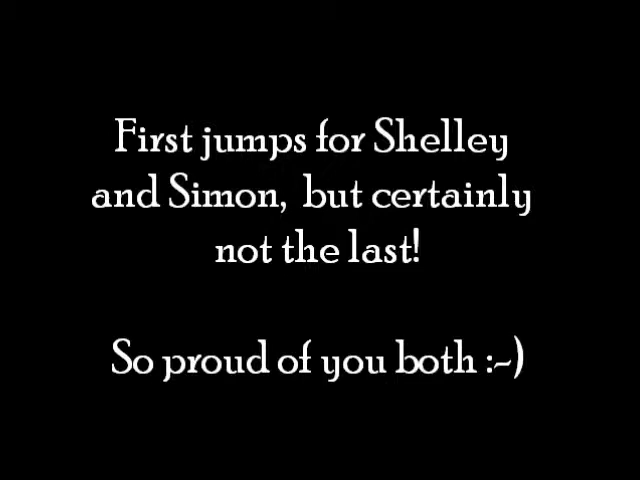 First jumps for Shelley
and Simon, but certainly
not the last!
So proud of you both :-)